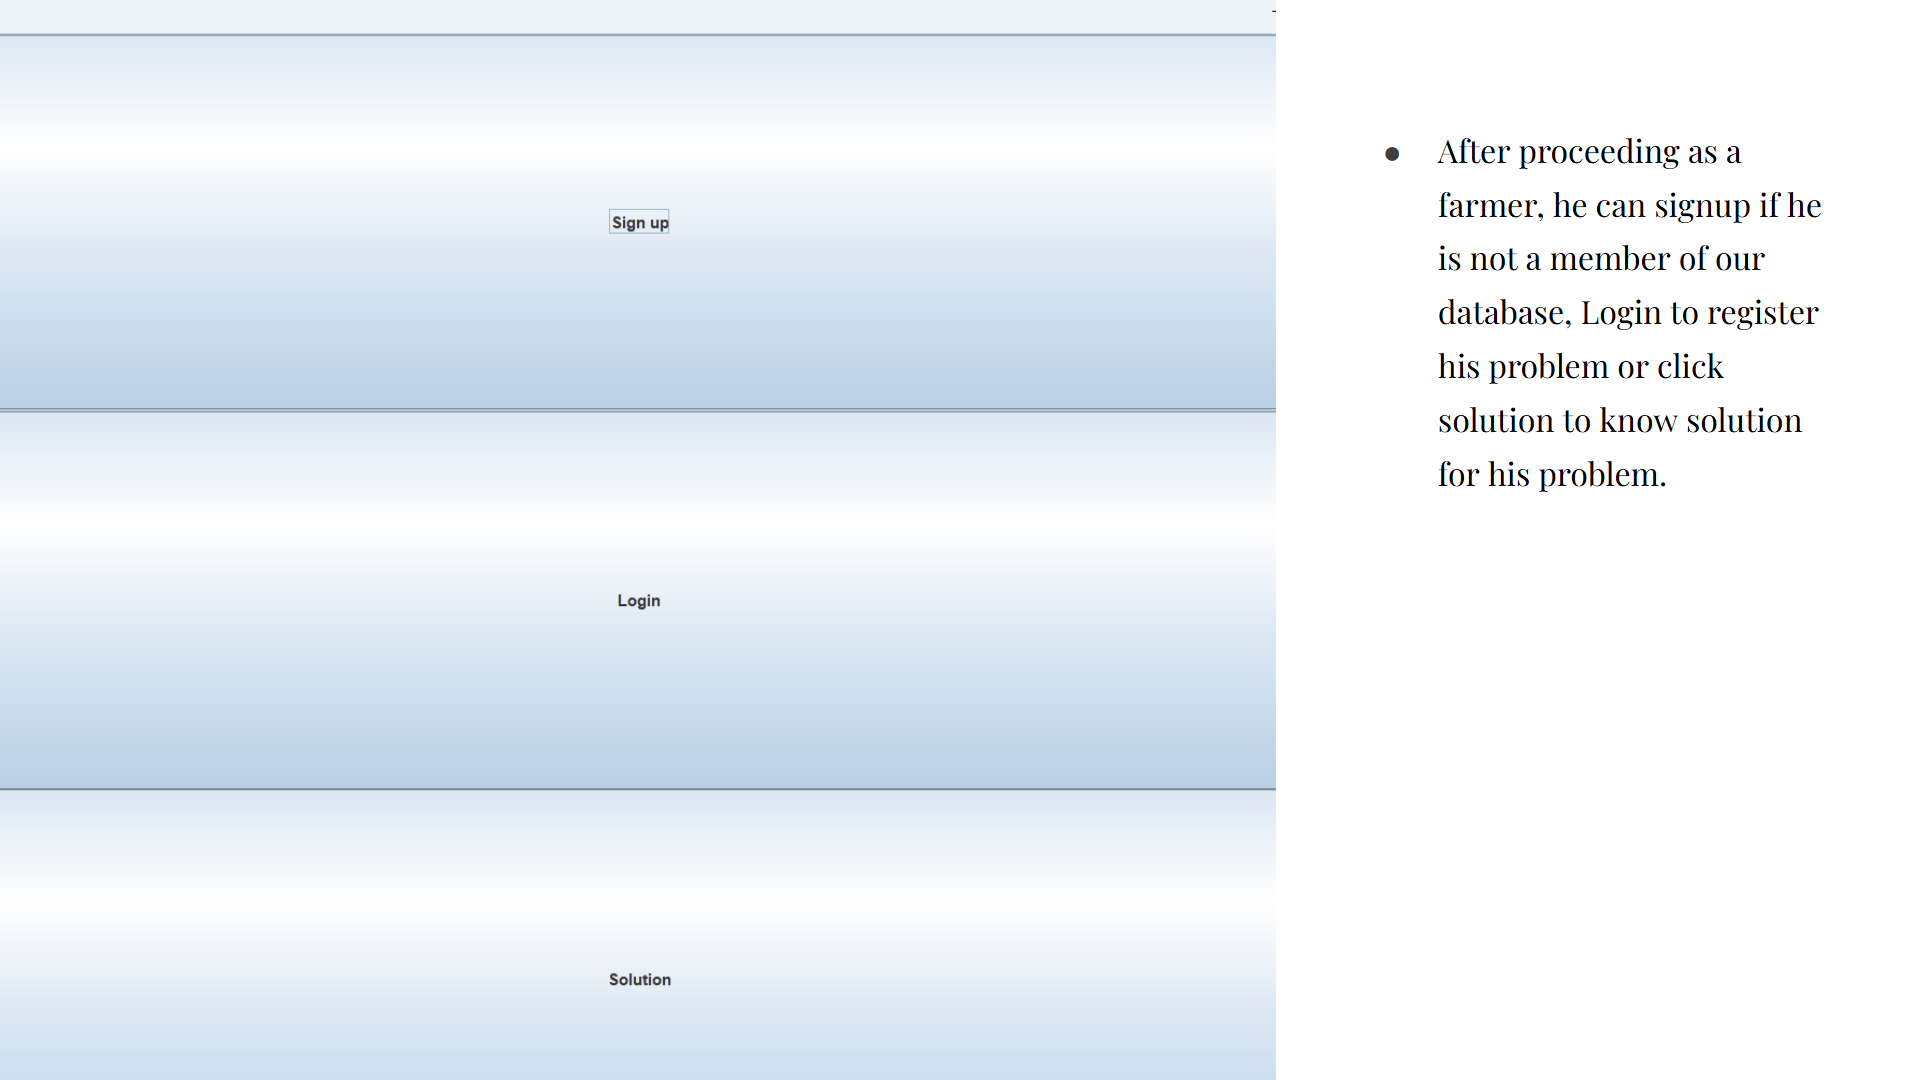 Sign up
Login
Solution
● After proceeding as a
farmer, he can signup if he
is not a member of our
database, Login to register
his problem or click
solution to know solution
for his problem.